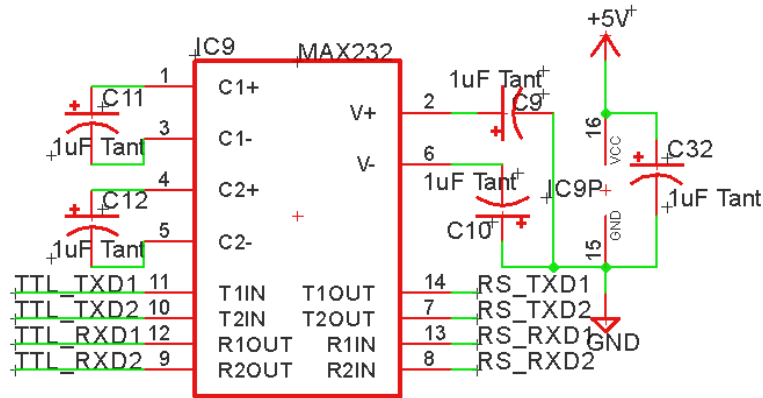 +5V
IC9
MAX232
1
C1+
C11
1uF Tant
3
C1-
4
C2+
C12
1uF Tant
5
C2-
V+
2
1uF Tant
C9
V-
6
1uF Tant
C10
16
VCC
IC9P
GND
15
C32
1uF Tant
TTL_TXD1
11
T1IN
T1OUT
14
RS_TXD1
TTL_TXD2
10
T2IN
T2OUT
7
RS_TXD2
TTL_RXD1
12
R1OUT
R1IN
13
RS_RXD1
TTL_RXD2
9
R2OUT
R2IN
8
RS_RXD2
GND